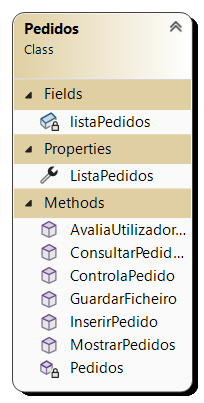 Pedidos
Class
Fields
listaPedidos
Properties
ListaPedidos
Methods
AvaliaUtilizador...
ConsultarPedid...
ControlaPedido
GuardarFicheiro
InserirPedido
MostrarPedidos
Pedidos